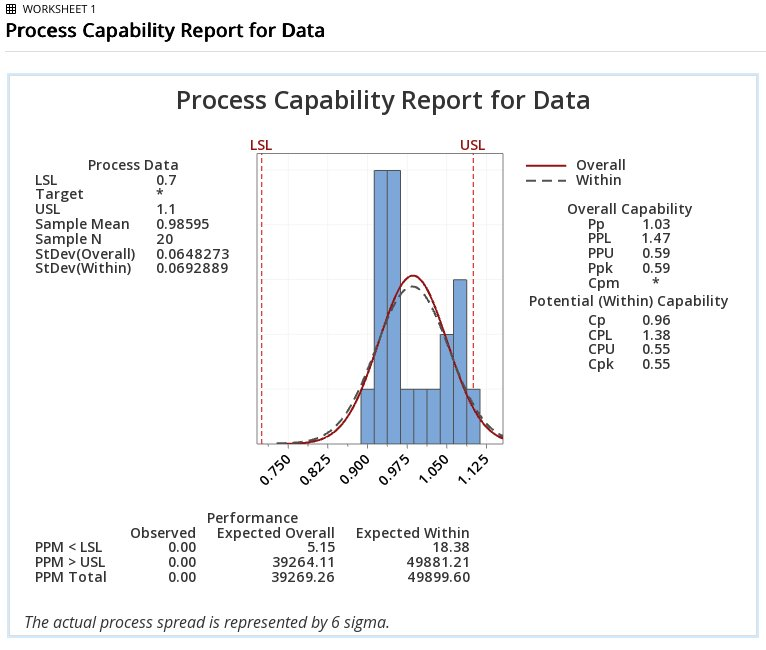 WORKSHEET 1
Process Capability Report for Data
Process Capability Report for Data
LSL USL
Process Data
LSL 0.7
Target *
USL 1.1
Sample Mean 0.98595
Sample N 20
StDev(Overall) 0.0648273
StDev(Within) 0.0692889
Overall
Within
Overall Capability
Pp 1.03
PPL 1.47
PPU 0.59
Ppk 0.59
Cpm *
Potential (Within) Capability
Cp 0.96
CPL 1.38
CPU 0.55
Cpk 0.55
0.750 0.825 0.900 0.975 1.050 1.125
Performance
Observed Expected Overall Expected Within
PPM < LSL 0.00 5.15 18.38
PPM > USL 0.00 39264.11 49881.21
PPM Total 0.00 39269.26 49899.60
The actual process spread is represented by 6 sigma.